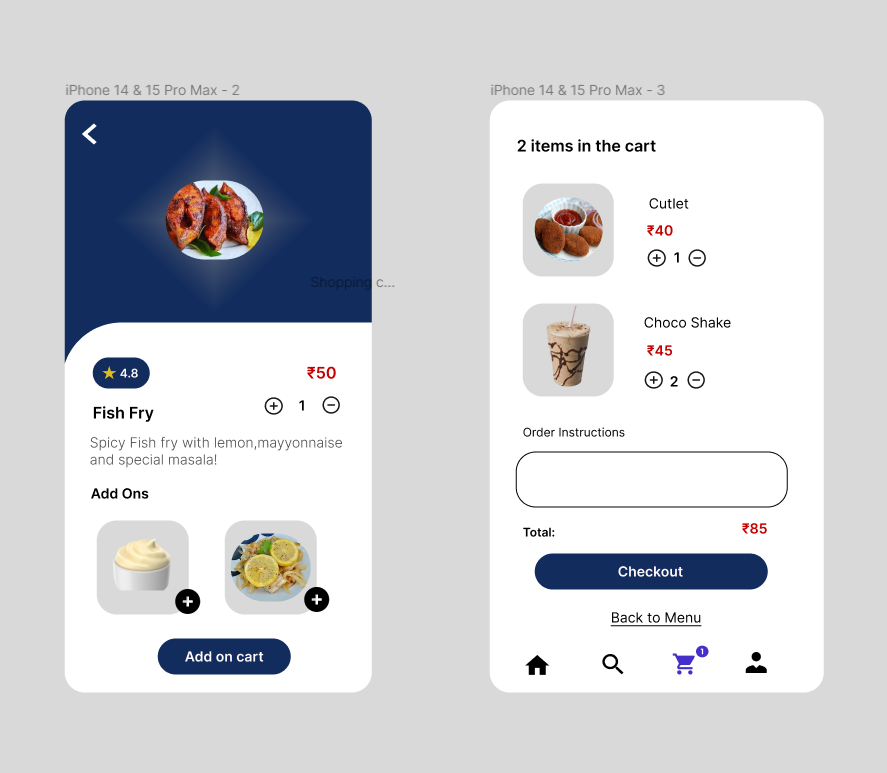 iPhone 14 & 15 Pro Max - 2
Shopping c...
4.8
₹50
Fish Fry
1
Spicy Fish fry with lemon,mayyonnaise
and special masala!
Add Ons
Add on cart
iPhone 14 & 15 Pro Max - 3
2 items in the cart
Cutlet
₹40
1
Choco Shake
₹45
2
Order Instructions
Total:
₹85
Checkout
Back to Menu
1